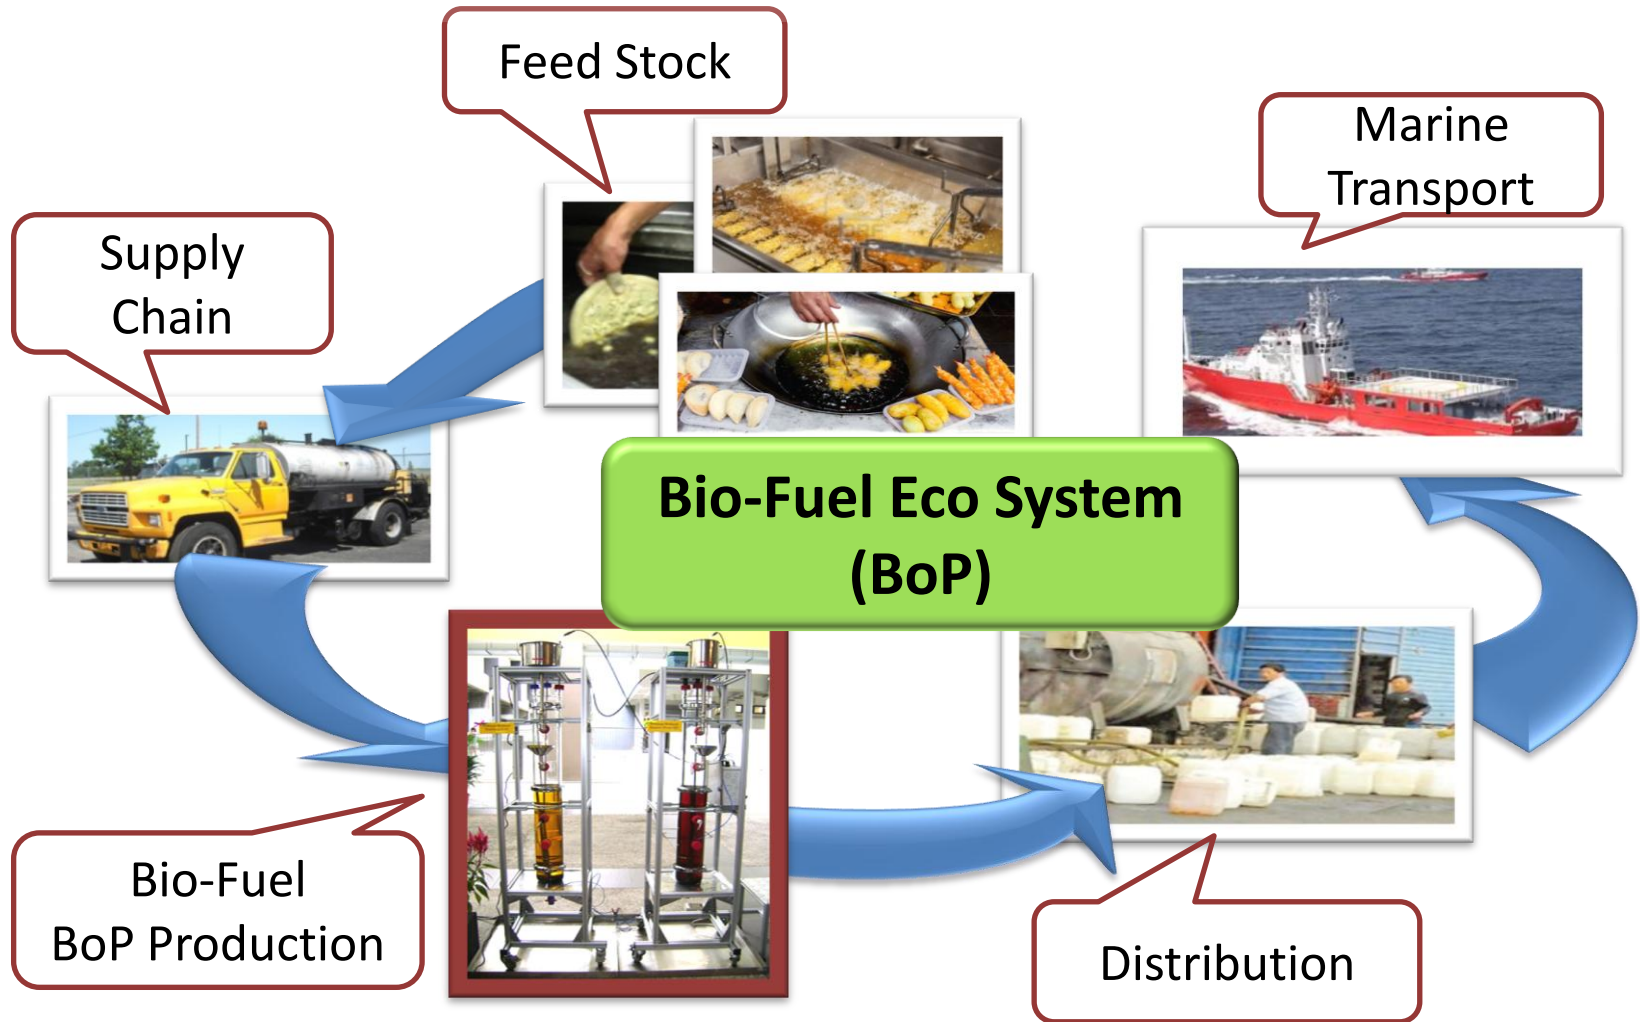 Feed Stock
Marine
Transport
Supply
Chain
Bio-Fuel Eco System
(BoP)
Bio-Fuel
BoP Production
Distribution